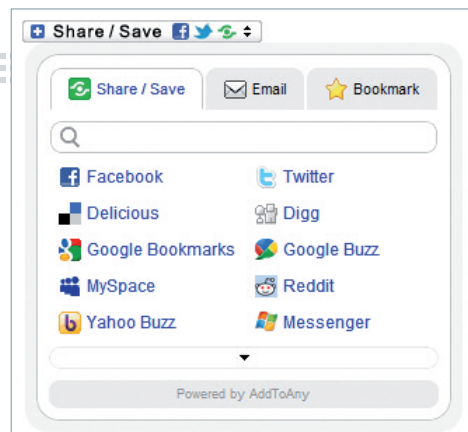 Share / Save
Share / Save Email Bookmark
Facebook Twitter
Delicious Digg
Google Bookmarks Google Buzz
MySpace Reddit
Yahoo Buzz Messenger
Powered by AddToAny